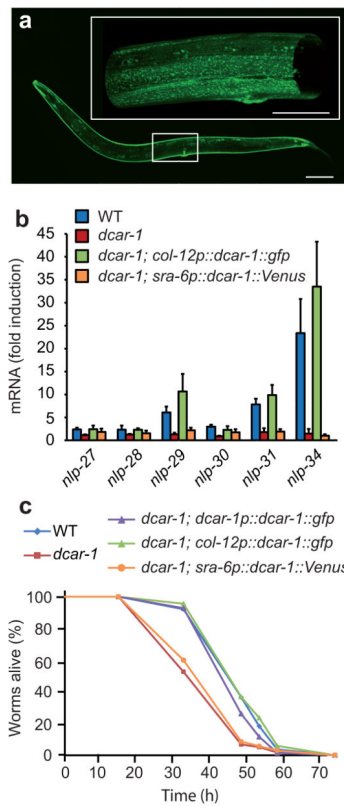 a
b
WT
dcar-1
dcar-1; col-12p::dcar-1::gfp
dcar-1; sra-6p::dcar-1::Venus
mRNA (fold induction)
45
40
35
30
25
20
15
10
5
0
nlp-27
nlp-28
nlp-29
nlp-30
nlp-31
nlp-34
c
WT
dcar-1
dcar-1; dcar-1p::dcar-1::gfp
dcar-1; col-12p::dcar-1::gfp
dcar-1; sra-6p::dcar-1::Venus
Worms alive (%)
100
80
60
40
20
0
0 10 20 30 40 50 60 70
Time (h)